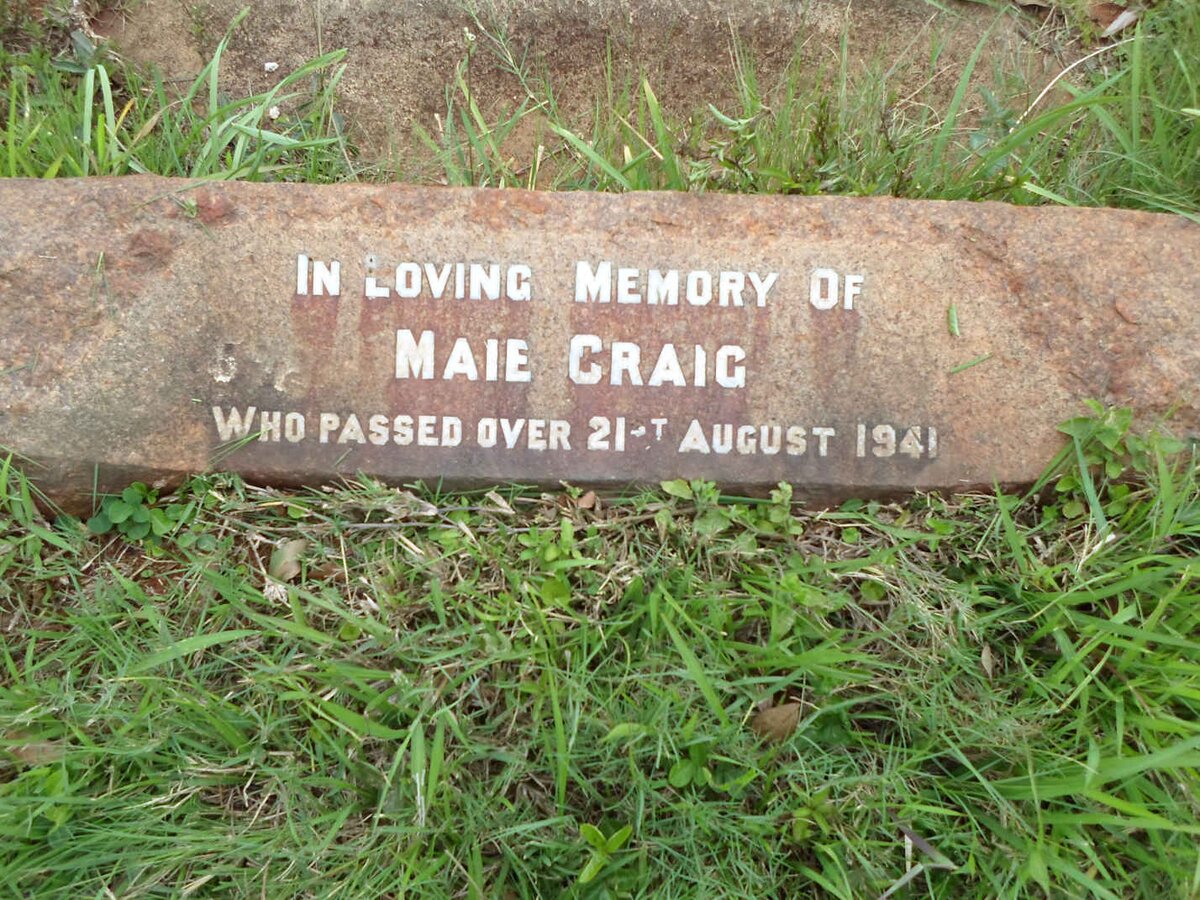 In Loving Memory Of
Maie Craig
Who passed over 21st August 1941